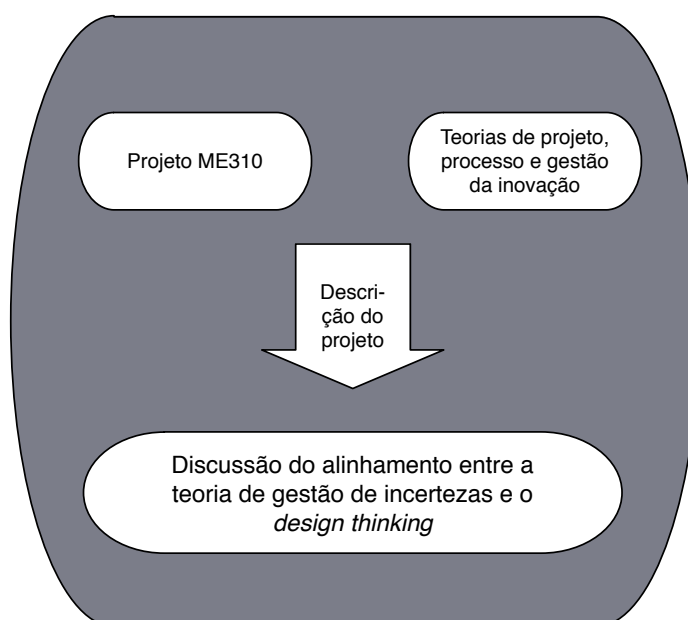 Projeto ME310
Teorias de projeto,
processo e gestão
da inovação
Descri-
ção do
projeto
Discussão do alinhamento entre a
teoria de gestão de incertezas e o
design thinking